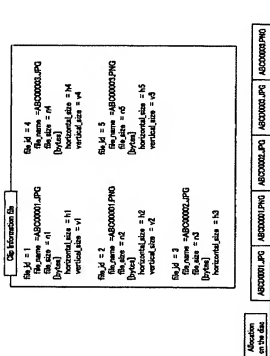 Clip Information file
file_id = 1
file_name =ABC00001.JPG
file_size = n1
[bytes]
horizontal_size = h1
vertical_size = v1
file_id = 2
file_name =ABC00001.PNG
file_size = n2
[bytes]
horizontal_size = h2
vertical_size = v2
file_id = 3
file_name =ABC00002.JPG
file_size = n3
[bytes]
horizontal_size = h3
file_id = 4
file_name =ABC00003.JPG
file_size = n4
[bytes]
horizontal_size = h4
vertical_size = v4
file_id = 5
file_name =ABC00003.PNG
file_size = n5
[bytes]
horizontal_size = h5
vertical_size = v5
Allocation
on the disc
ABC00001.JPG
ABC00001.PNG
ABC00002.JPG
ABC00003.JPG
ABC00003.PNG